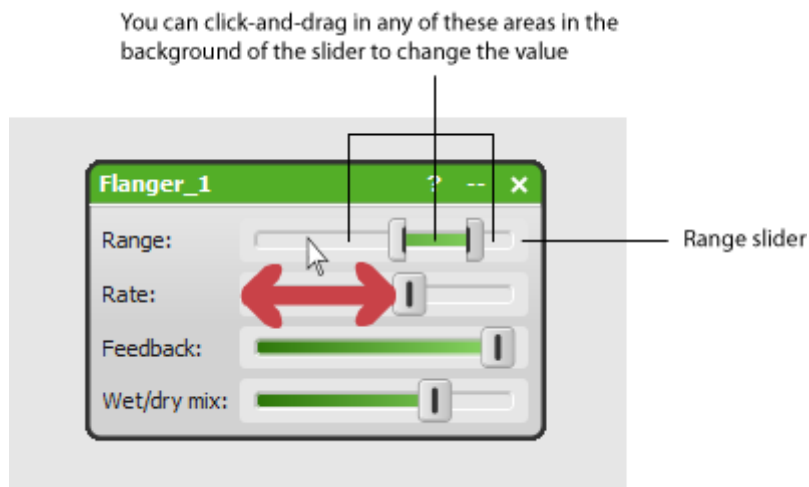 You can click-and-drag in any of these areas in the
background of the slider to change the value
Flanger_1 ? -- ×
Range:
Range slider
Rate:
Feedback:
Wet/dry mix: